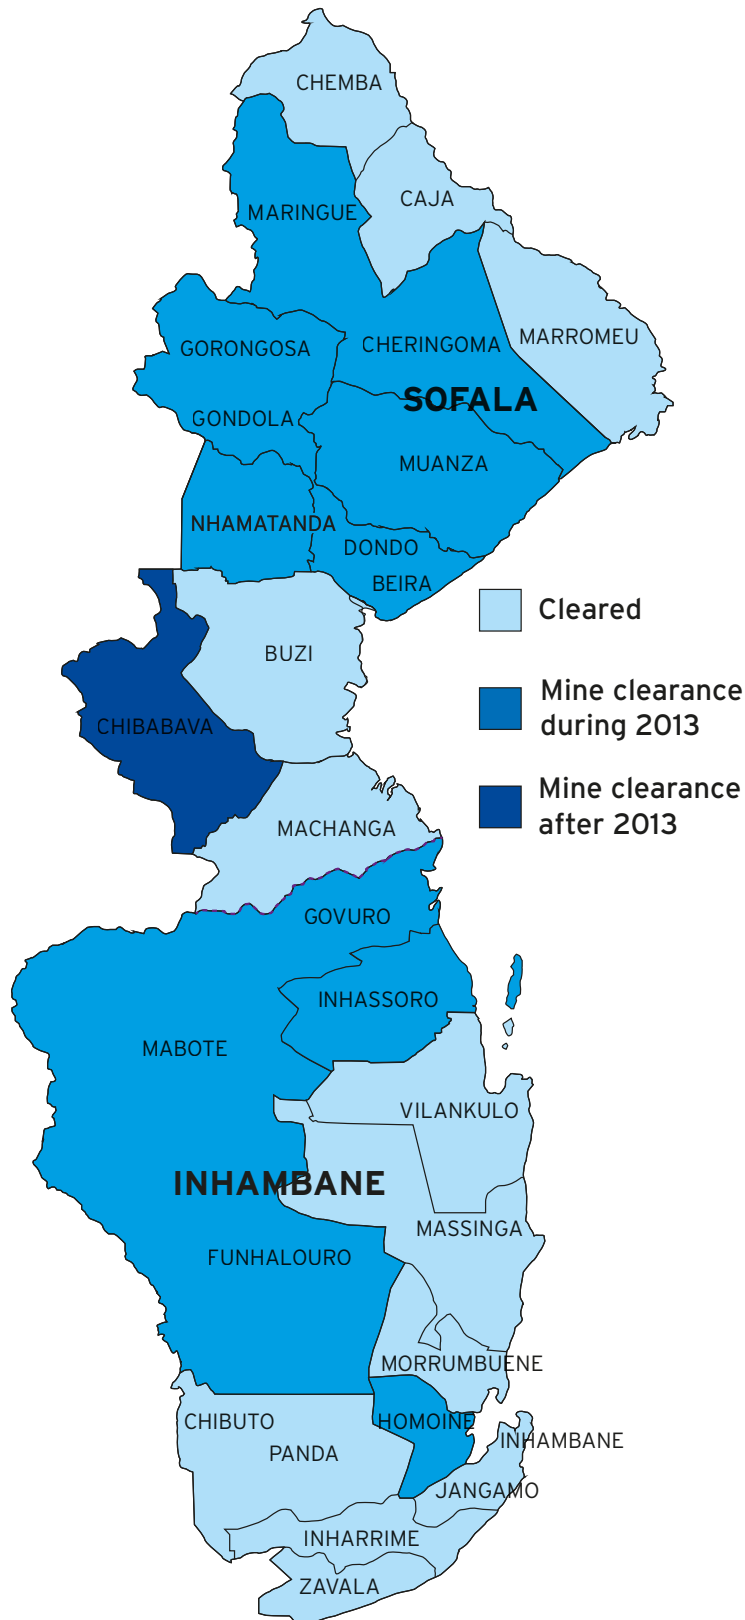 CHEMBA
CAJA
MARINGUE
MARROMEU
CHERINGOMA
GORONGOSA
SOFALA
GONDOLA
MUANZA
NHAMATANDA
DONDO
BEIRA
Cleared
BUZI
Mine clearance
during 2013
CHIBABAVA
Mine clearance
after 2013
MACHANGA
GOVURO
INHASSORO
MABOTE
VILANKULO
INHAMBANE
MASSINGA
FUNHALOURO
MORRUMBUENE
CHIBUTO
HOMOINE
INHAMBANE
PANDA
JANGAMO
INHARRIME
ZAVALA